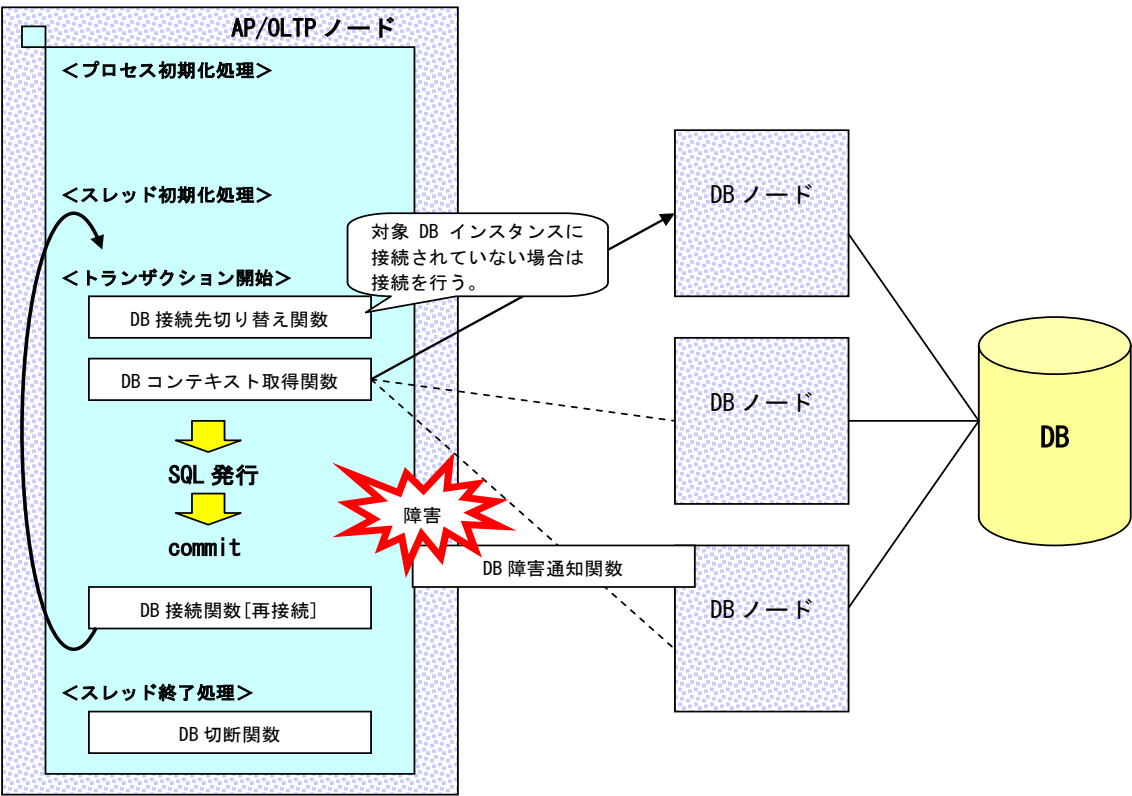 AP/OLTP ノード
＜プロセス初期化処理＞
＜スレッド初期化処理＞
対象 DB インスタンスに
接続されていない場合は
接続を行う。
＜トランザクション開始＞
DB 接続先切り替え関数
DB コンテキスト取得関数
SQL 発行
commit
障害
DB 障害通知関数
DB 接続関数[再接続]
＜スレッド終了処理＞
DB 切断関数
DB ノード
DB ノード
DB ノード
DB